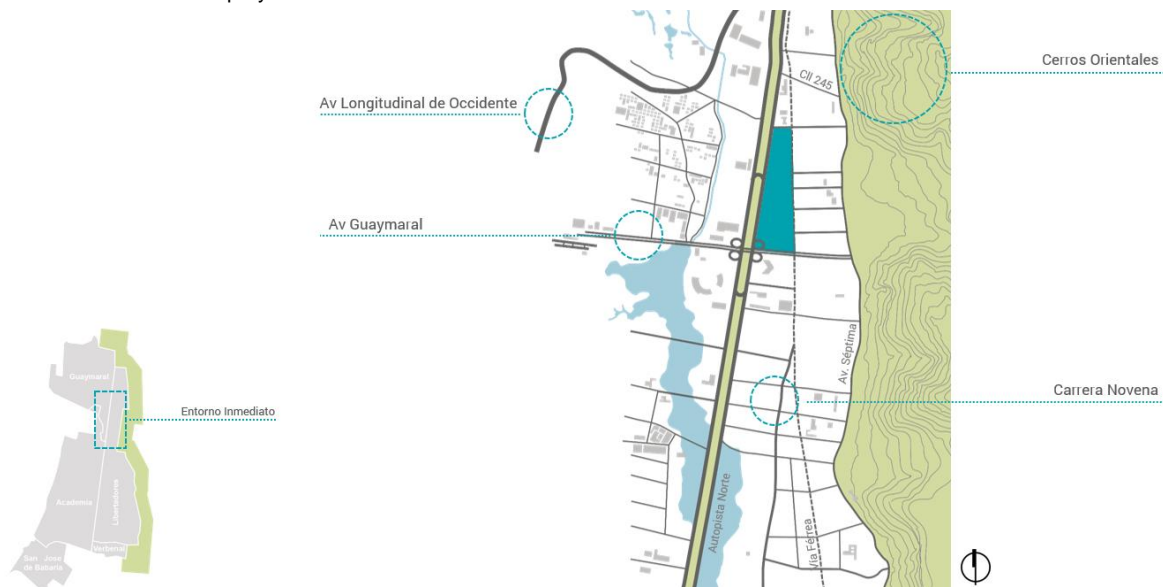 Cerros Orientales
Cll 245
Av Longitudinal de Occidente
Av Guaymaral
Av. Séptima
Guaymaral
Entorno Inmediato
Carrera Novena
Academia
Libertadores
Autopista Norte
Vía Férrea
Verbenal
San Jose
de Bavaria